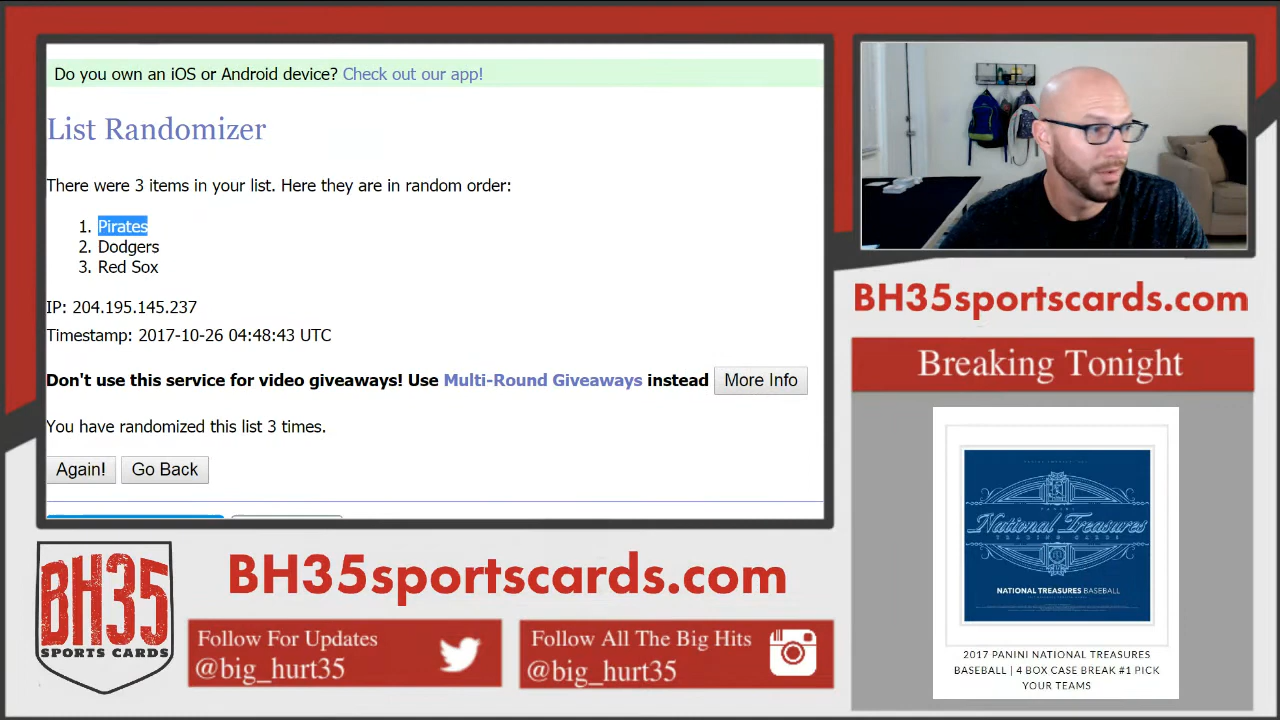 Do you own an iOS or Android device? Check out our app!
List Randomizer
There were 3 items in your list. Here they are in random order:
1. Pirates
2. Dodgers
3. Red Sox
IP: 204.195.145.237
Timestamp: 2017-10-26 04:48:43 UTC
Don't use this service for video giveaways! Use Multi-Round Giveaways instead More Info
You have randomized this list 3 times.
Again! Go Back
BH35sportscards.com
Breaking Tonight
National Treasures
TRADING CARDS
NATIONAL TREASURES BASEBALL
2017 PANINI NATIONAL TREASURES
BASEBALL | 4 BOX CASE BREAK #1 PICK
YOUR TEAMS
BH35
SPORTS CARDS
BH35sportscards.com
Follow For Updates
@big_hurt35
Follow All The Big Hits
@big_hurt35